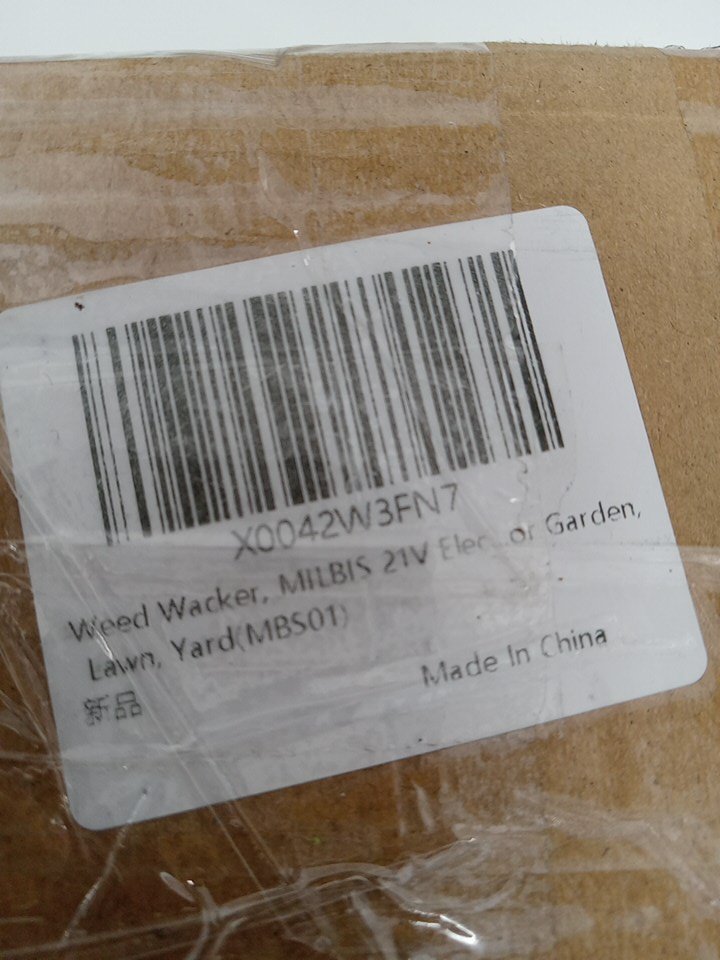 X0042W3FN7
Weed Wacker, MILBIS 21V Elec...or Garden,
Lawn, Yard(MBS01)
新品
Made In China